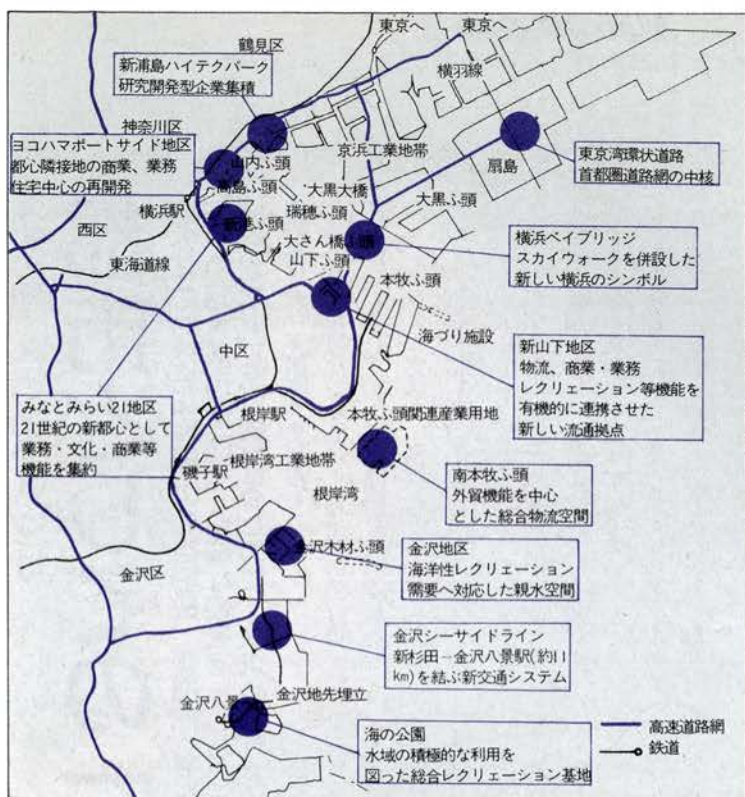 東京へ
東京へ
鶴見区
新浦島ハイテクパーク
研究開発型企業集積
横羽線
神奈川区
ヨコハマポートサイド地区
都心隣接地の商業、業務
住宅中心の再開発
山内ふ頭
高島ふ頭
京浜工業地帯
扇島
東京湾環状道路
首都圏道路網の中核
大黒大橋
大黒ふ頭
横浜駅
瑞穂ふ頭
新港ふ頭
西区
東海道線
大さん橋ふ頭
山下ふ頭
横浜ベイブリッジ
スカイウォークを併設した
新しい横浜のシンボル
本牧ふ頭
海づり施設
中区
新山下地区
物流、商業・業務
レクリェーション等機能を
有機的に連携させた
新しい流通拠点
みなとみらい21地区
21世紀の新都心として
業務・文化・商業等
機能を集約
根岸駅
本牧ふ頭関連産業用地
根岸湾工業地帯
磯子駅
根岸湾
南本牧ふ頭
外貿機能を中心
とした総合物流空間
金沢木材ふ頭
金沢地区
海洋性レクリェーション
需要へ対応した親水空間
金沢区
金沢シーサイドライン
新杉田−金沢八景駅(約11
km)を結ぶ新交通システム
金沢地先埋立
金沢八景
海の公園
水域の積極的な利用を
図った総合レクリェーション基地
高速道路網
鉄道